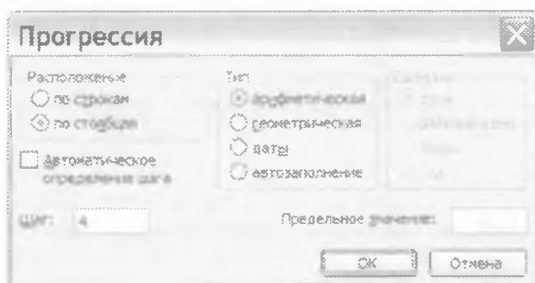 Прогрессия
Расположение
по строкам
по столбцам
Автоматическое
определение шага
Тип
арифметическая
геометрическая
даты
автозаполнение
Шаг: 4
Предельное значение:
ОК
Отмена